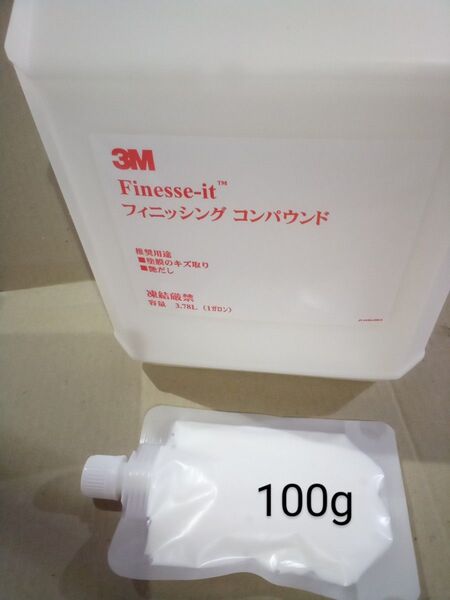 3M
Finesse-it™
フィニッシング コンパウンド
推奨用途
■塗膜のキズ取り
■艶だし
凍結厳禁
容量 3.78L (1ガロン)
100g